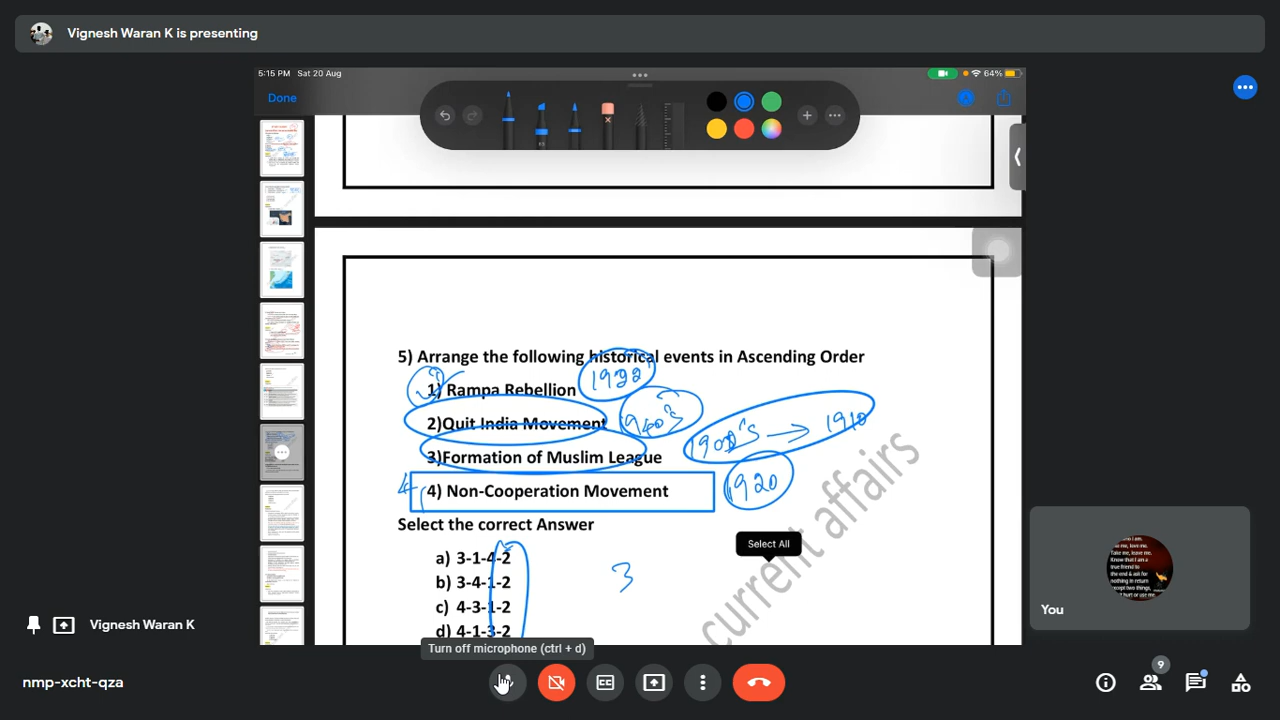 Vignesh Waran K is presenting
5:15 PM Sat 20 Aug
64%
Done
5) Arrange the following historical events in Ascending Order
1) Rampa Rebellion 1922
2)Quit India Movement 1940's
1900's → 1910
3)Formation of Muslim League
4 (4) Non-Cooperation Movement 1920
Select the correct Answer
Select All
a) 3-1-4-2
b) 3-4-1-2 3
c) 4-3-1-2
1-3-2
current affairs
Turn off microphone (ctrl + d)
Vignesh Waran K
You
nmp-xcht-qza
9